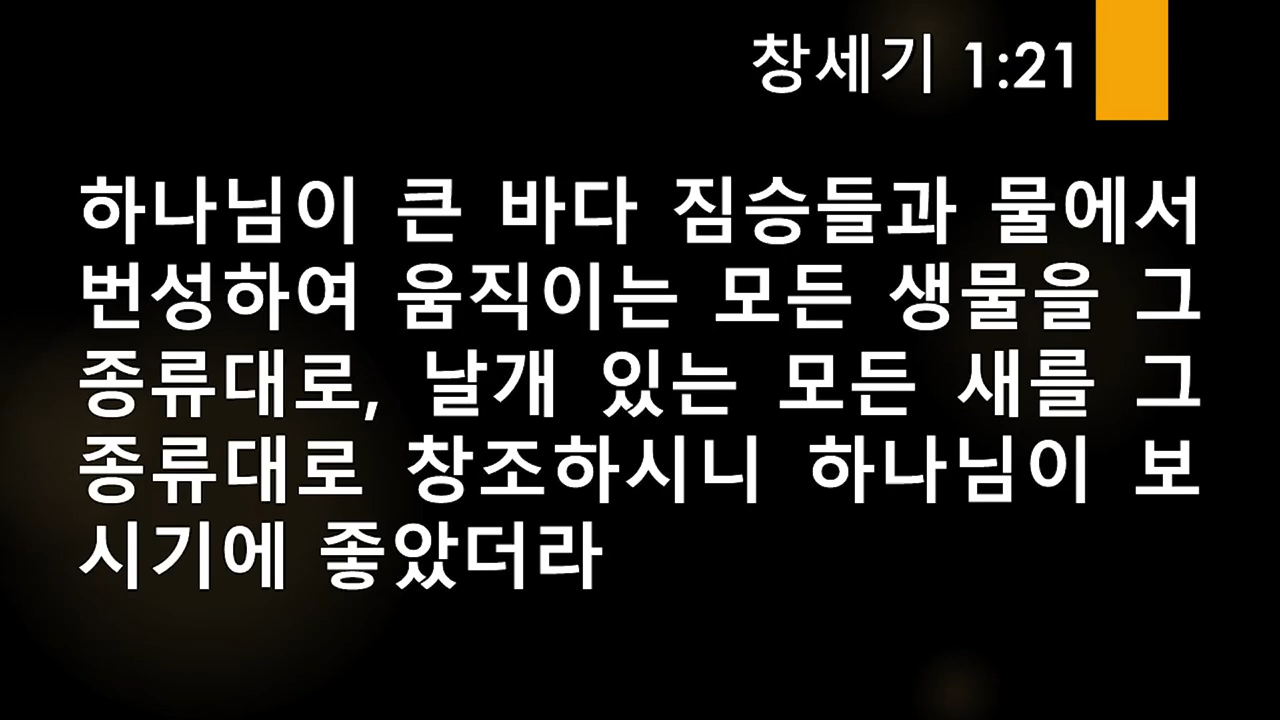 창세기 1:21
하나님이 큰 바다 짐승들과 물에서
번성하여 움직이는 모든 생물을 그
종류대로, 날개 있는 모든 새를 그
종류대로 창조하시니 하나님이 보
시기에 좋았더라